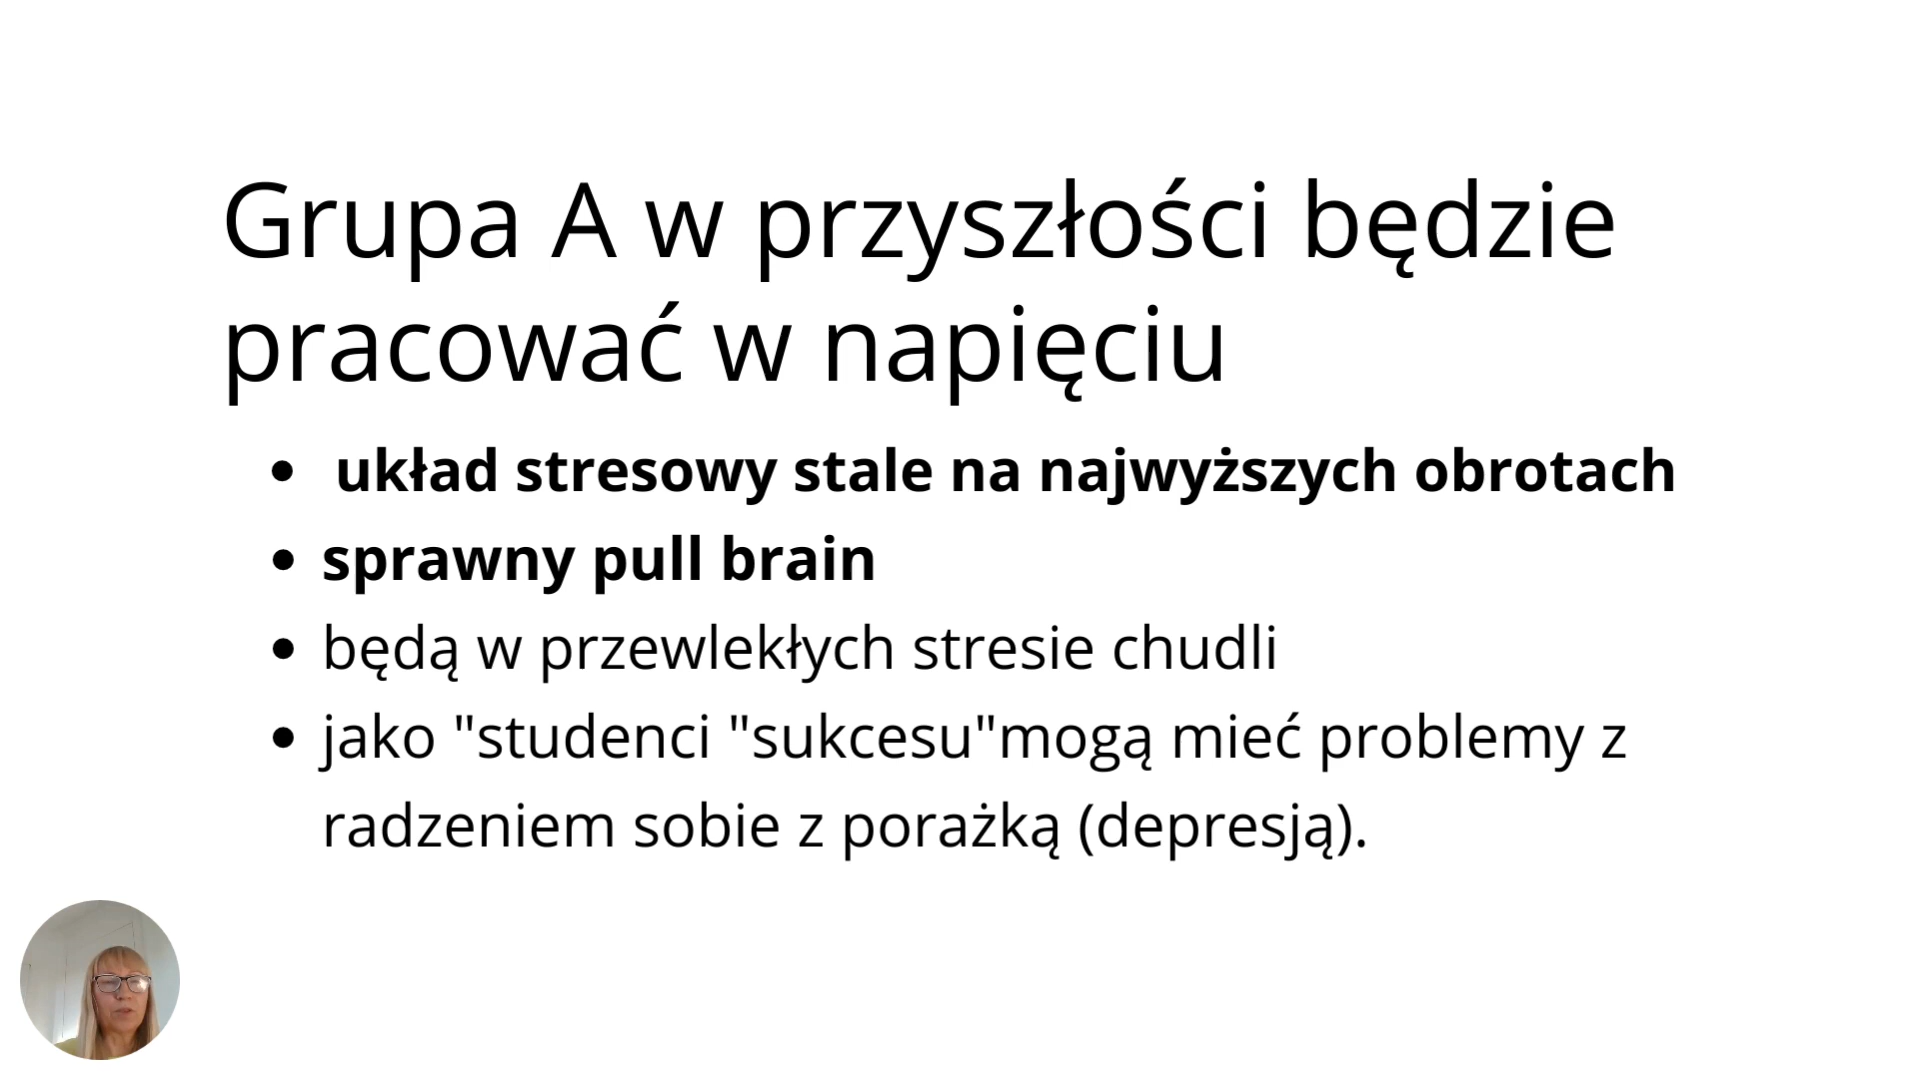 Grupa A w przyszłości będzie
pracować w napięciu
• układ stresowy stale na najwyższych obrotach
• sprawny pull brain
• będą w przewlekłych stresie chudli
• jako "studenci "sukcesu"mogą mieć problemy z
radzeniem sobie z porażką (depresją).